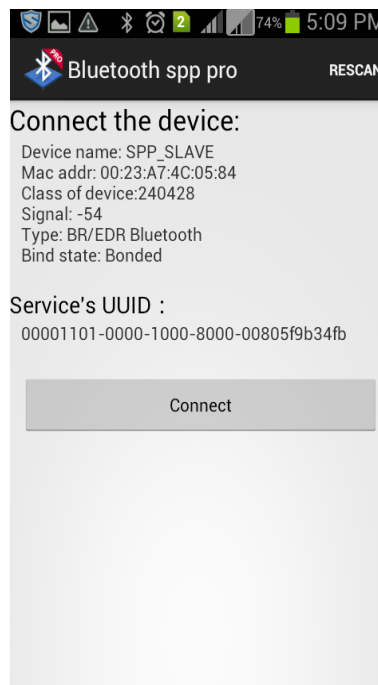 2 74% 5:09 PM
PRO
Bluetooth spp pro RESCAN
Connect the device:
Device name: SPP_SLAVE
Mac addr: 00:23:A7:4C:05:84
Class of device:240428
Signal: -54
Type: BR/EDR Bluetooth
Bind state: Bonded
Service's UUID :
00001101-0000-1000-8000-00805f9b34fb
Connect